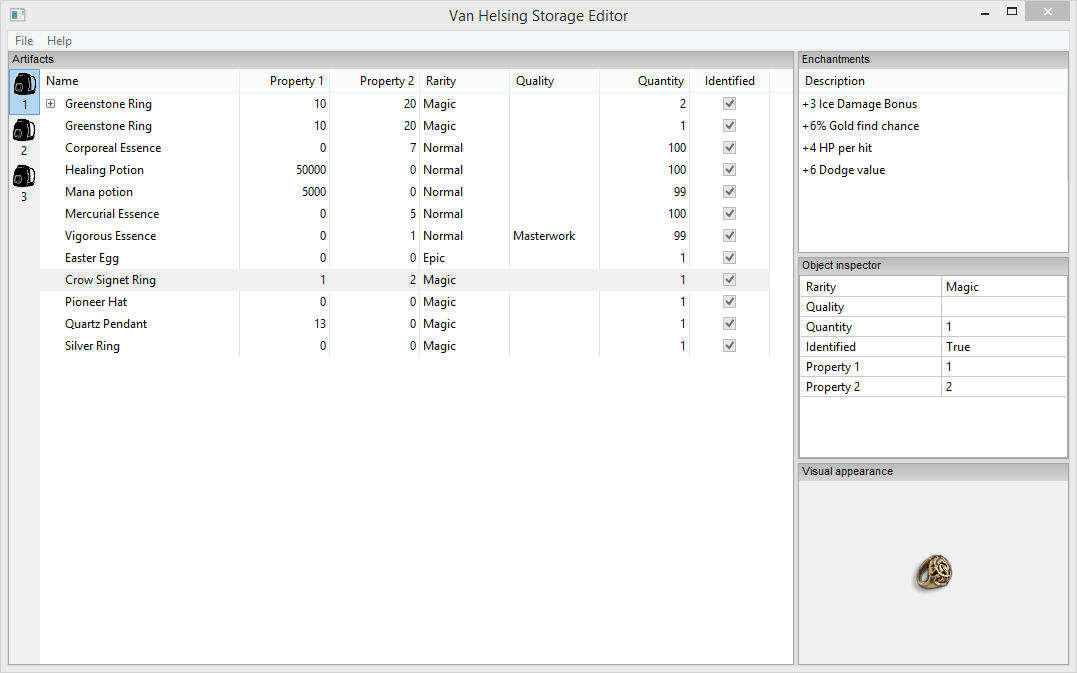 Van Helsing Storage Editor
File Help
Artifacts
1
2
3
Name Property 1 Property 2 Rarity Quality Quantity Identified
Greenstone Ring 10 20 Magic 2
Greenstone Ring 10 20 Magic 1
Corporeal Essence 0 7 Normal 100
Healing Potion 50000 0 Normal 100
Mana potion 5000 0 Normal 99
Mercurial Essence 0 5 Normal 100
Vigorous Essence 0 1 Normal Masterwork 99
Easter Egg 0 0 Epic 1
Crow Signet Ring 1 2 Magic 1
Pioneer Hat 0 0 Magic 1
Quartz Pendant 13 0 Magic 1
Silver Ring 0 0 Magic 1
Enchantments
Description
+3 Ice Damage Bonus
+6% Gold find chance
+4 HP per hit
+6 Dodge value
Object inspector
Rarity Magic
Quality
Quantity 1
Identified True
Property 1 1
Property 2 2
Visual appearance